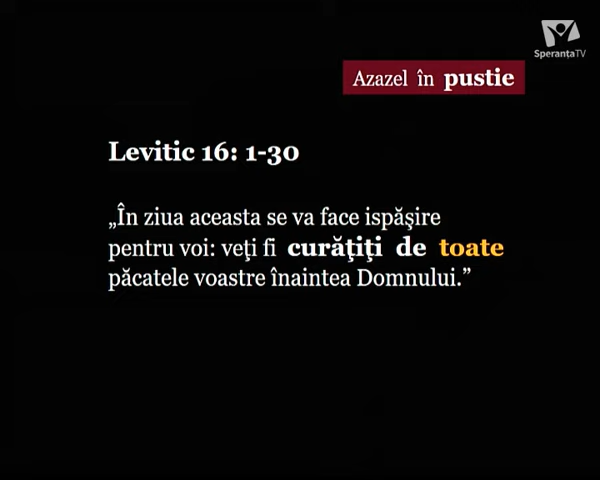 SperanțaTV
Azazel în pustie
Levitic 16: 1-30
„În ziua aceasta se va face ispăşire
pentru voi: veţi fi curăţiţi de toate
păcatele voastre înaintea Domnului.”